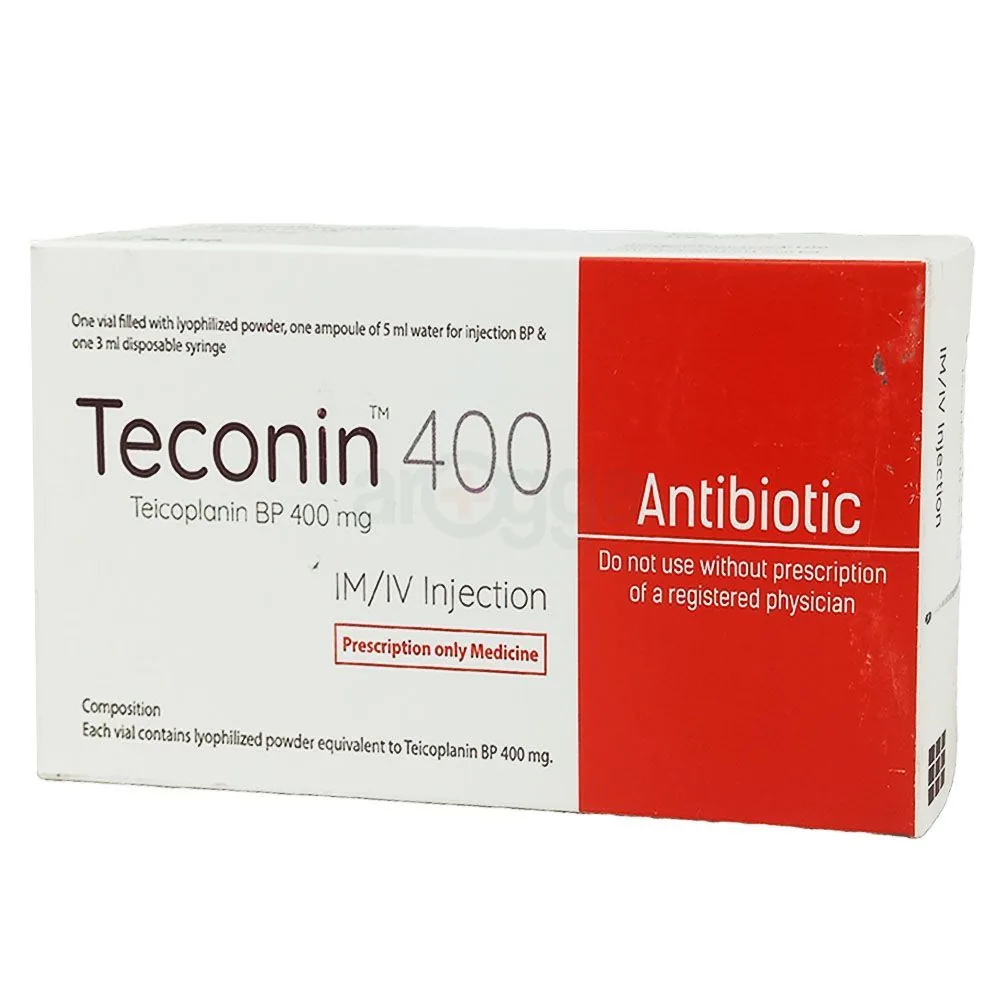 One vial filled with lyophilized powder, one ampoule of 5 ml water for injection BP &
one 3 ml disposable syringe
Teconin™ 400
Teicoplanin BP 400 mg
IM/IV Injection
Prescription only Medicine
Composition
Each vial contains lyophilized powder equivalent to Teicoplanin BP 400 mg.
Antibiotic
Do not use without prescription
of a registered physician
IM/IV Injection
arogga